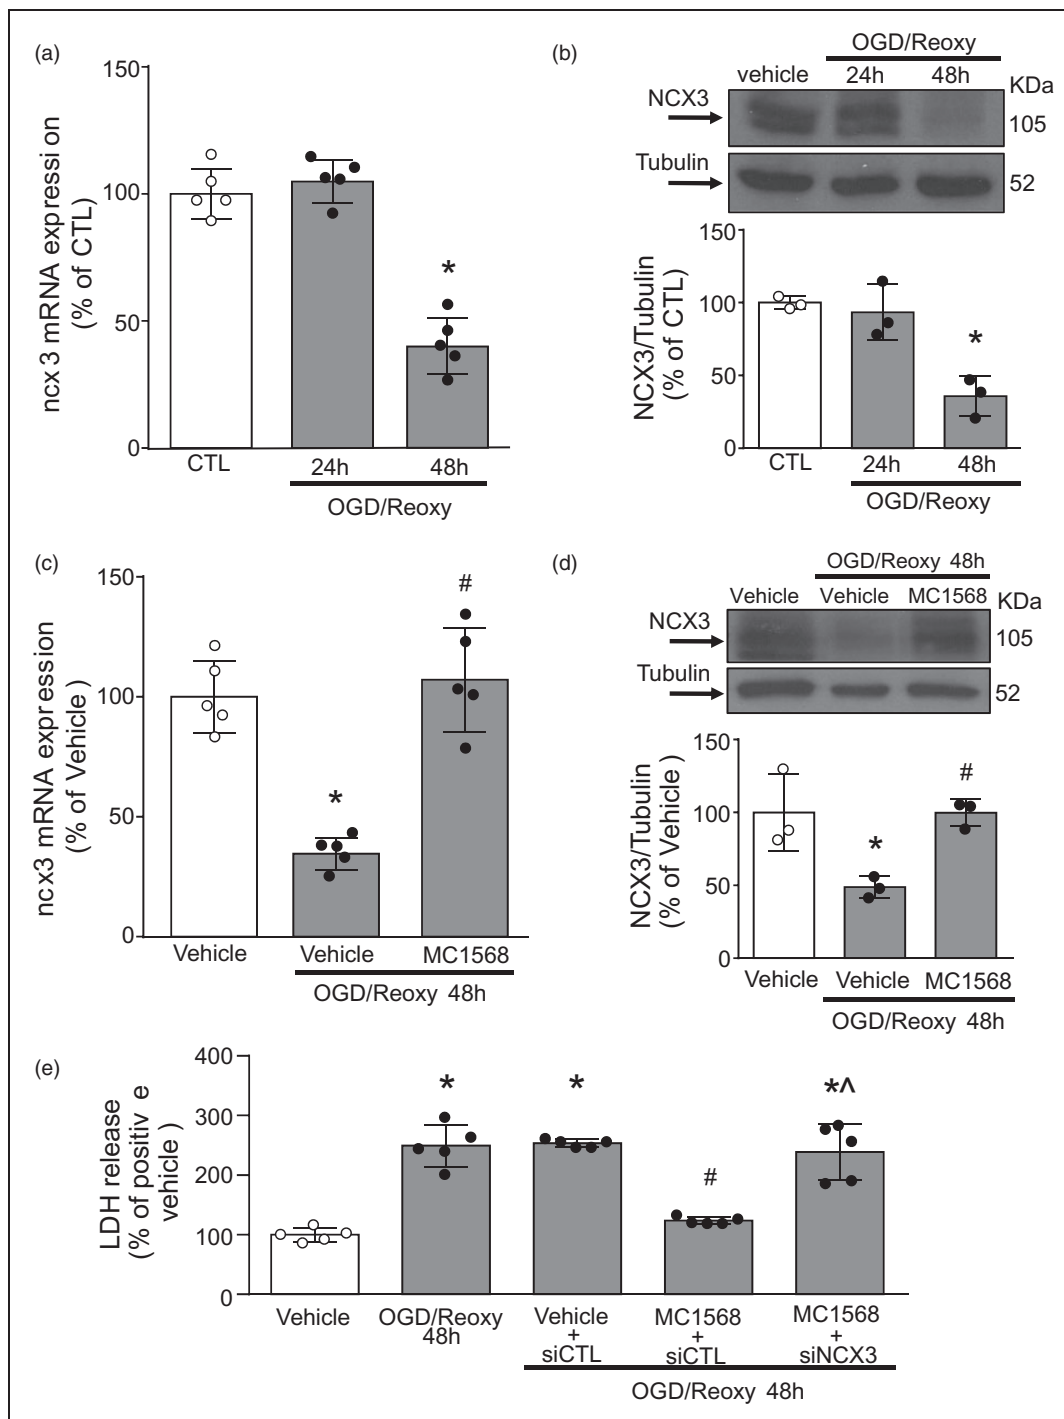 (a)
150
100
50
0
ncx 3 mRNA expression
(% of CTL)
*
CTL
24h
48h
OGD/Reoxy
(b)
OGD/Reoxy
vehicle
24h
48h
KDa
NCX3
105
Tubulin
52
150
100
50
0
NCX3/Tubulin
(% of CTL)
*
CTL
24h
48h
OGD/Reoxy
(c)
150
100
50
0
ncx3 mRNA expression
(% of Vehicle )
*
#
Vehicle
Vehicle
MC1568
OGD/Reoxy 48h
(d)
OGD/Reoxy 48h
Vehicle
Vehicle
MC1568
KDa
NCX3
105
Tubulin
52
150
100
50
0
NCX3/Tubulin
(% of Vehicle )
*
#
Vehicle
Vehicle
MC1568
OGD/Reoxy 48h
(e)
400
300
200
100
0
LDH release
(% of positiv e
vehicle )
*
*
#
*^
Vehicle
OGD/Reoxy
48h
Vehicle
+
siCTL
MC1568
+
siCTL
MC1568
+
siNCX3
OGD/Reoxy 48h